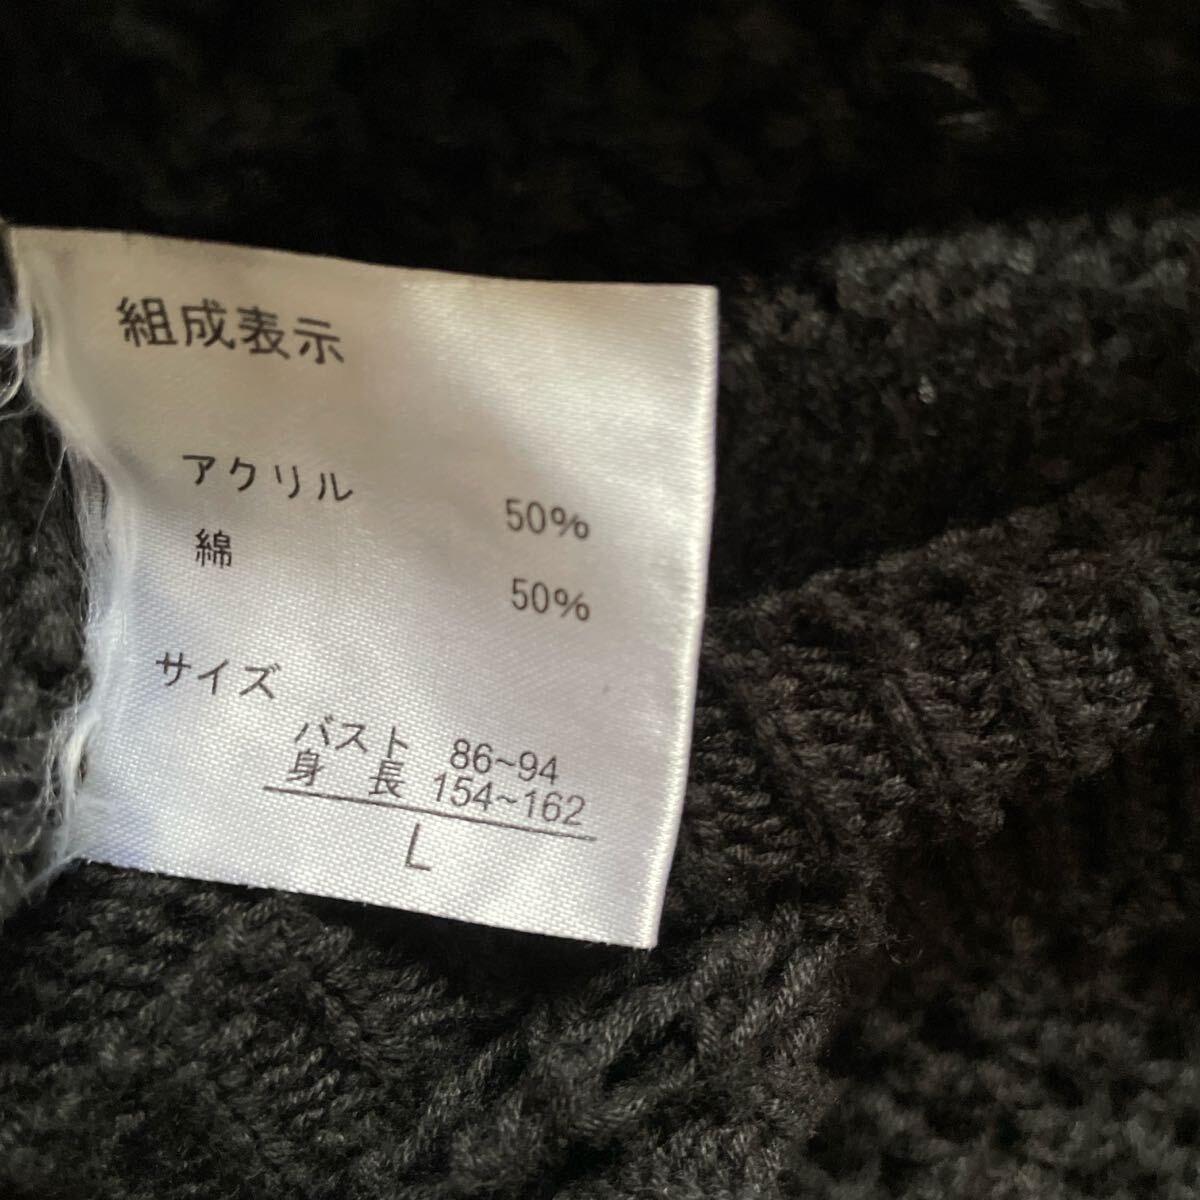 組成表示
アクリル 50%
綿 50%
サイズ
バスト 86~94
身 長 154~162
L